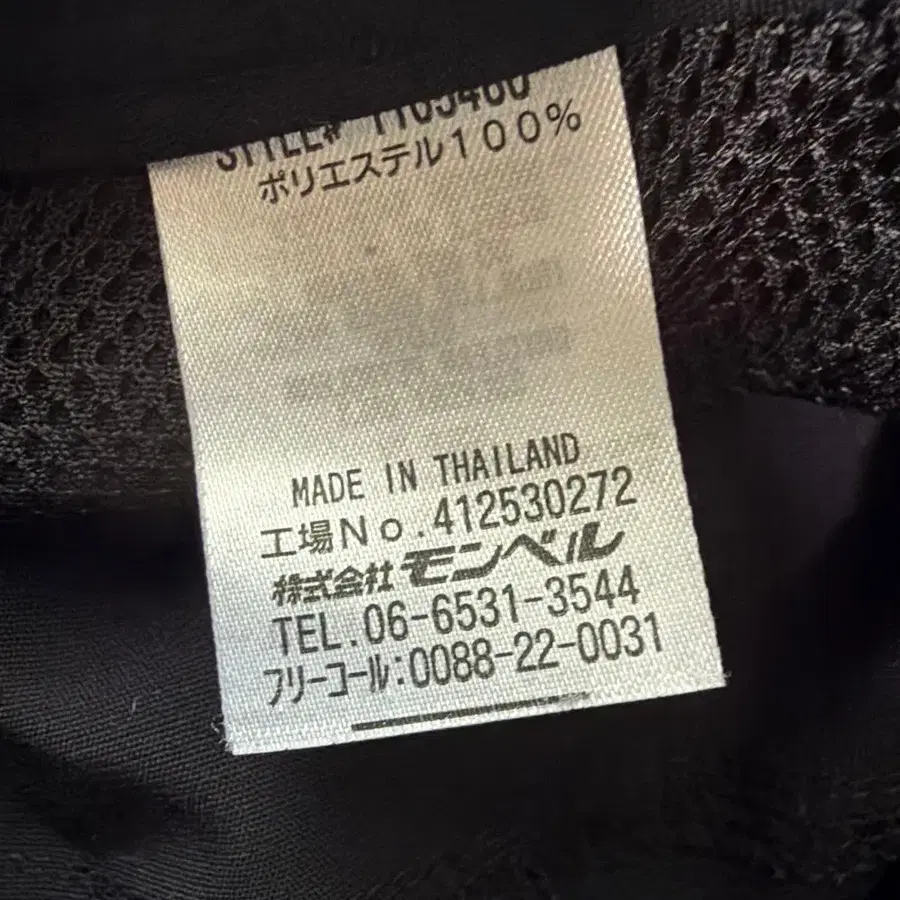 STYLE# 1105460
ポリエステル100%
MADE IN THAILAND
工場No.412530272
株式会社モンベル
TEL.06-6531-3544
フリーコール:0088-22-0031